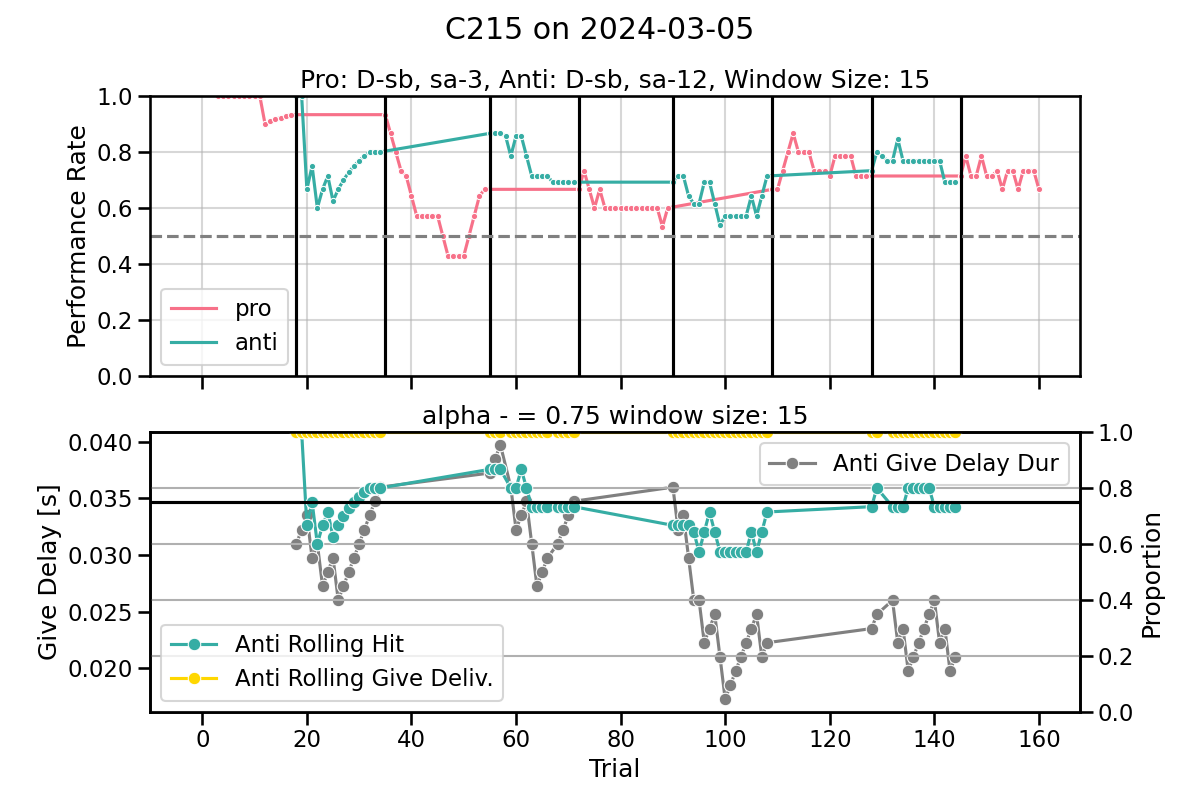 C215 on 2024-03-05
Pro: D-sb, sa-3, Anti: D-sb, sa-12, Window Size: 15
Performance Rate
1.0
0.8
0.6
0.4
0.2
0.0
pro
anti
alpha - = 0.75 window size: 15
Give Delay [s]
0.040
0.035
0.030
0.025
0.020
Anti Give Delay Dur
Anti Rolling Hit
Anti Rolling Give Deliv.
1.0
0.8
0.6
0.4
0.2
0.0
Proportion
0 20 40 60 80 100 120 140 160
Trial